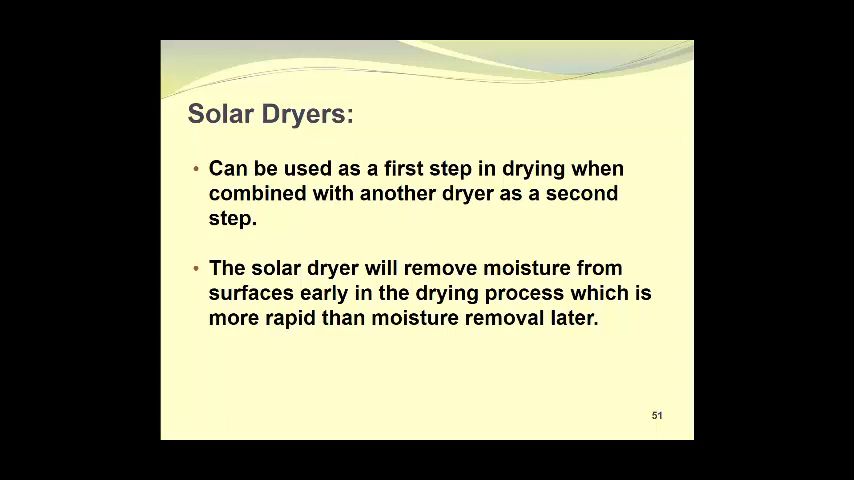 Solar Dryers:
• Can be used as a first step in drying when
combined with another dryer as a second
step.
• The solar dryer will remove moisture from
surfaces early in the drying process which is
more rapid than moisture removal later.
51